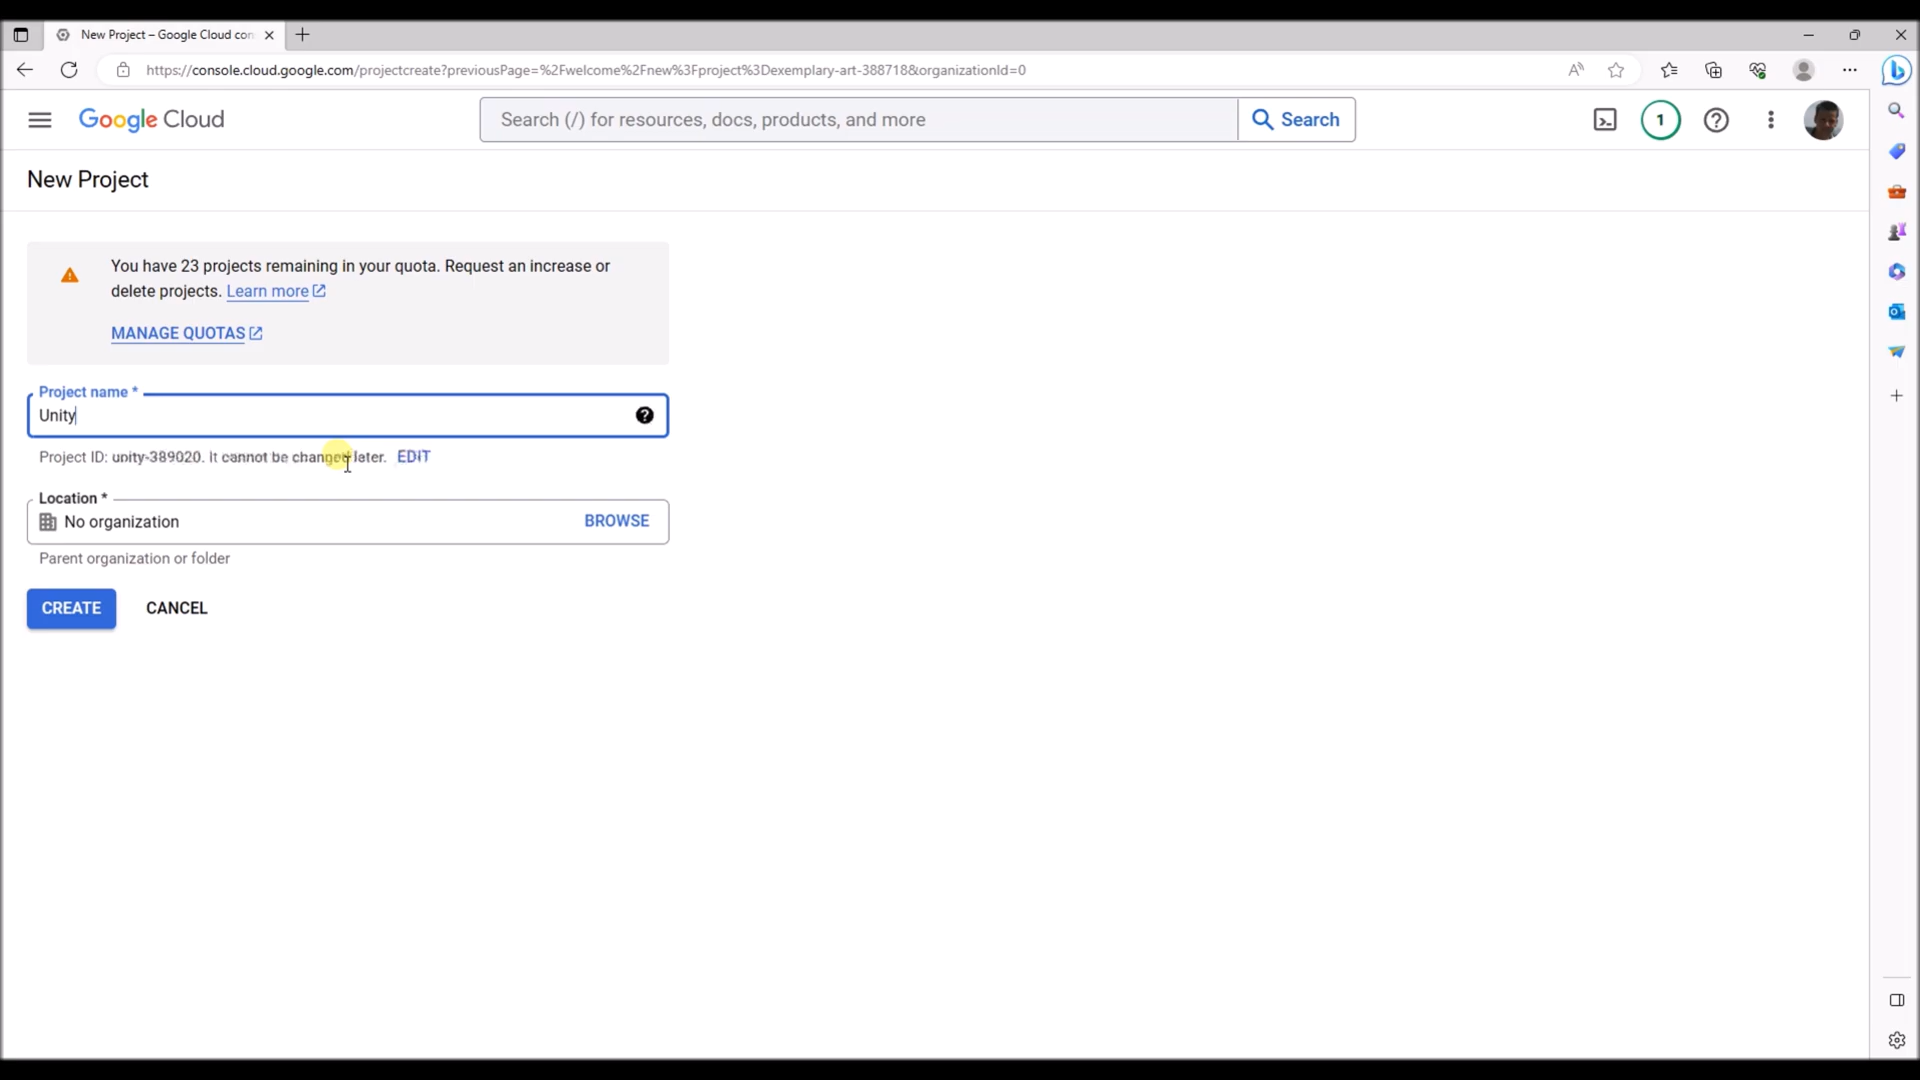 New Project – Google Cloud con
https://console.cloud.google.com/projectcreate?previousPage=%2Fwelcome%2Fnew%3Fproject%3Dexemplary-art-388718&organizationId=0
Google Cloud
Search (/) for resources, docs, products, and more
Search
1
New Project
You have 23 projects remaining in your quota. Request an increase or
delete projects. Learn more
MANAGE QUOTAS
Project name *
Unity
Project ID: unity-389020. It cannot be changed later. EDIT
Location *
No organization
BROWSE
Parent organization or folder
CREATE
CANCEL